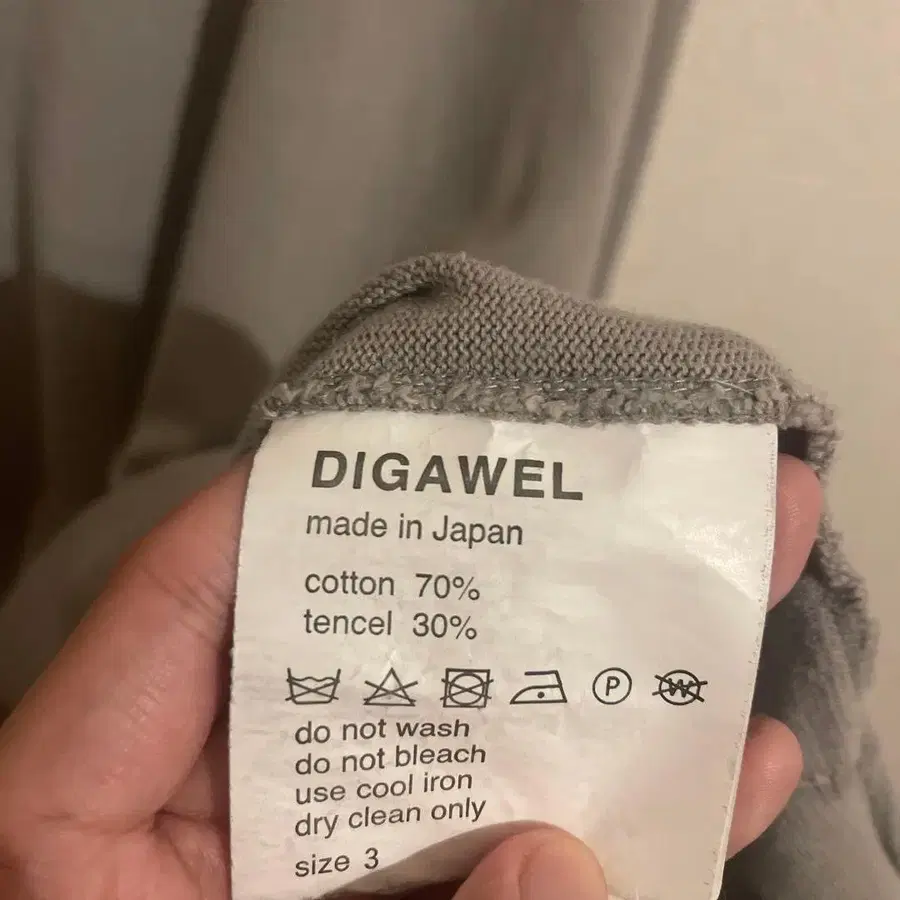 DIGAWEL
made in Japan
cotton 70%
tencel 30%
P W
do not wash
do not bleach
use cool iron
dry clean only
size 3